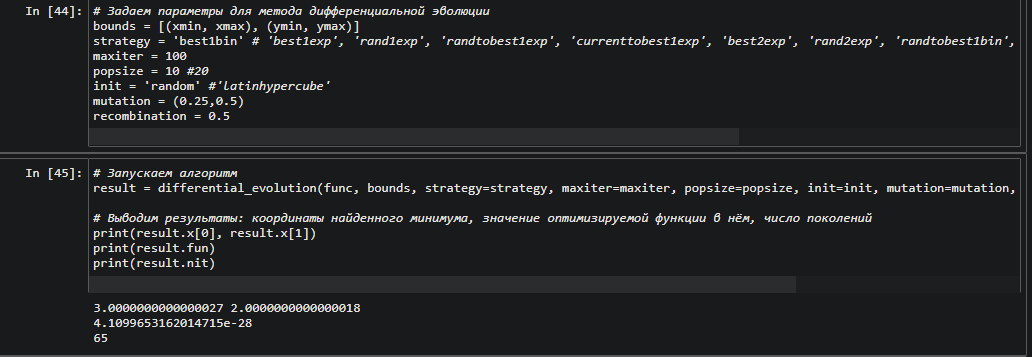 In [44]:
# Задаем параметры для метода дифференциальной эволюции
bounds = [(xmin, xmax), (ymin, ymax)]
strategy = 'best1bin' # 'best1exp', 'rand1exp', 'randtobest1exp', 'currenttobest1exp', 'best2exp', 'rand2exp', 'randtobest1bin',
maxiter = 100
popsize = 10 #20
init = 'random' #'latinhypercube'
mutation = (0.25,0.5)
recombination = 0.5
In [45]:
# Запускаем алгоритм
result = differential_evolution(func, bounds, strategy=strategy, maxiter=maxiter, popsize=popsize, init=init, mutation=mutation,
# Выводим результаты: координаты найденного минимума, значение оптимизируемой функции в нём, число поколений
print(result.x[0], result.x[1])
print(result.fun)
print(result.nit)
3.0000000000000027 2.0000000000000018
4.1099653162014715e-28
65